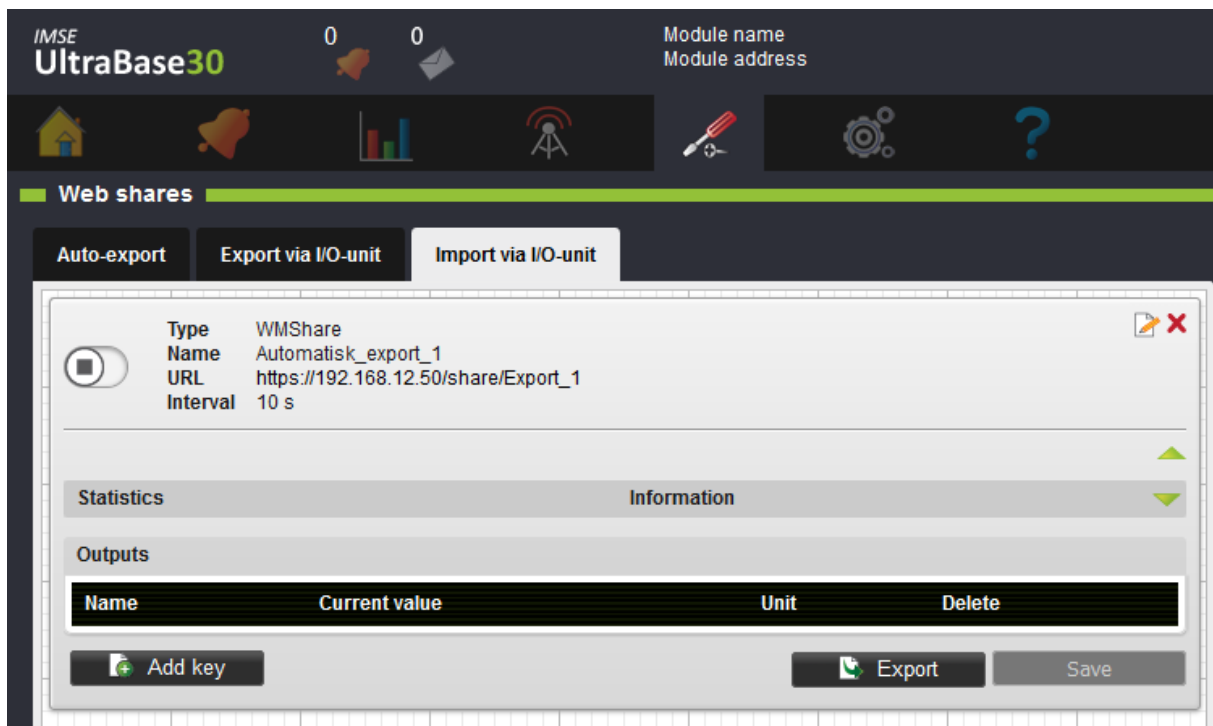 IMSE
UltraBase30
0
0
Module name
Module address
?
Web shares
Auto-export
Export via I/O-unit
Import via I/O-unit
Type WMShare
Name Automatisk_export_1
URL https://192.168.12.50/share/Export_1
Interval 10 s
Statistics
Information
Outputs
Name Current value Unit Delete
Add key
Export
Save